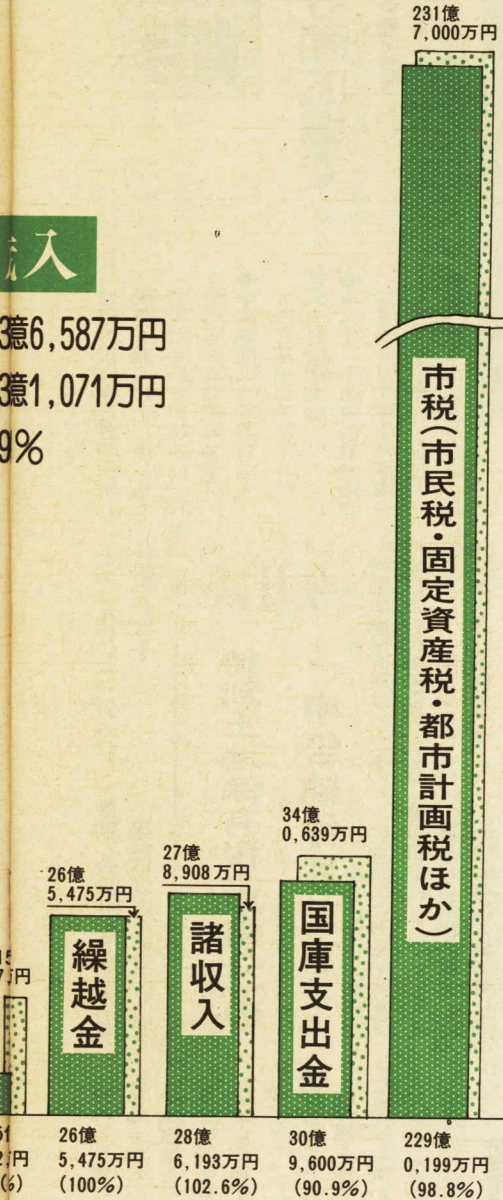 231億
7,000万円
入
3億6,587万円
3億1,071万円
9%
市税(市民税・固定資産税・都市計画税ほか)
34億
0,639万円
国庫支出金
27億
8,908万円
諸収入
26億
5,475万円
繰越金
229億
0,199万円
(98.8%)
30億
9,600万円
(90.9%)
28億
6,193万円
(102.6%)
26億
5,475万円
(100%)